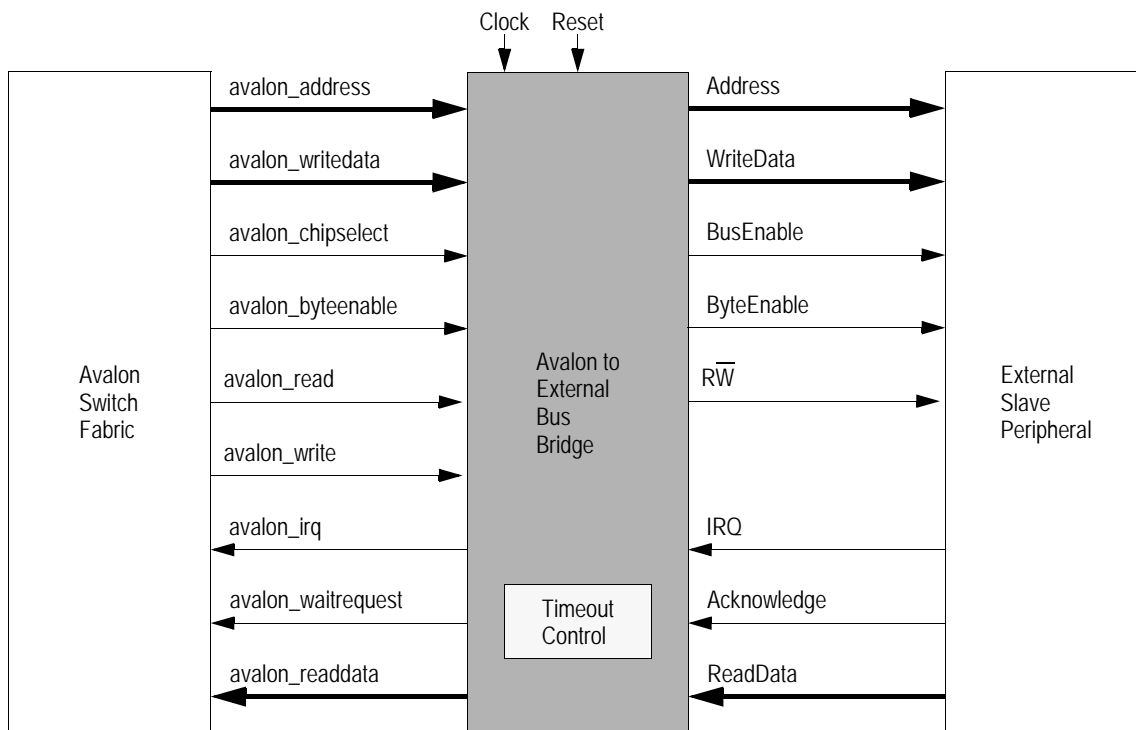 Clock Reset
avalon_address
Address
avalon_writedata
WriteData
avalon_chipselect
BusEnable
avalon_byteenable
ByteEnable
Avalon
Switch
Fabric
avalon_read
Avalon to
External
Bus
Bridge
RW̅
External
Slave
Peripheral
avalon_write
avalon_irq
IRQ
avalon_waitrequest
Timeout
Control
Acknowledge
avalon_readdata
ReadData